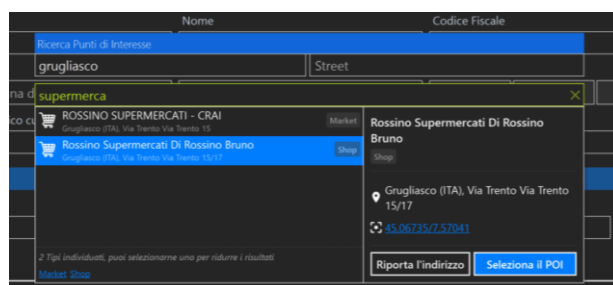 Nome Codice Fiscale
Ricerca Punti di Interesse
grugliasco Street
na d
supermerca
ico cu
ROSSINO SUPERMERCATI - CRAI Market
Grugliasco (ITA), Via Trento Via Trento 15
Rossino Supermercati Di Rossino Bruno Shop
Grugliasco (ITA), Via Trento Via Trento 15/17
Rossino Supermercati Di Rossino
Bruno
Shop
Grugliasco (ITA), Via Trento Via Trento
15/17
45.06735/7.57041
2 Tipi individuati, puoi selezionarne uno per ridurre i risultati
Market Shop
Riporta l'indirizzo Seleziona il POI